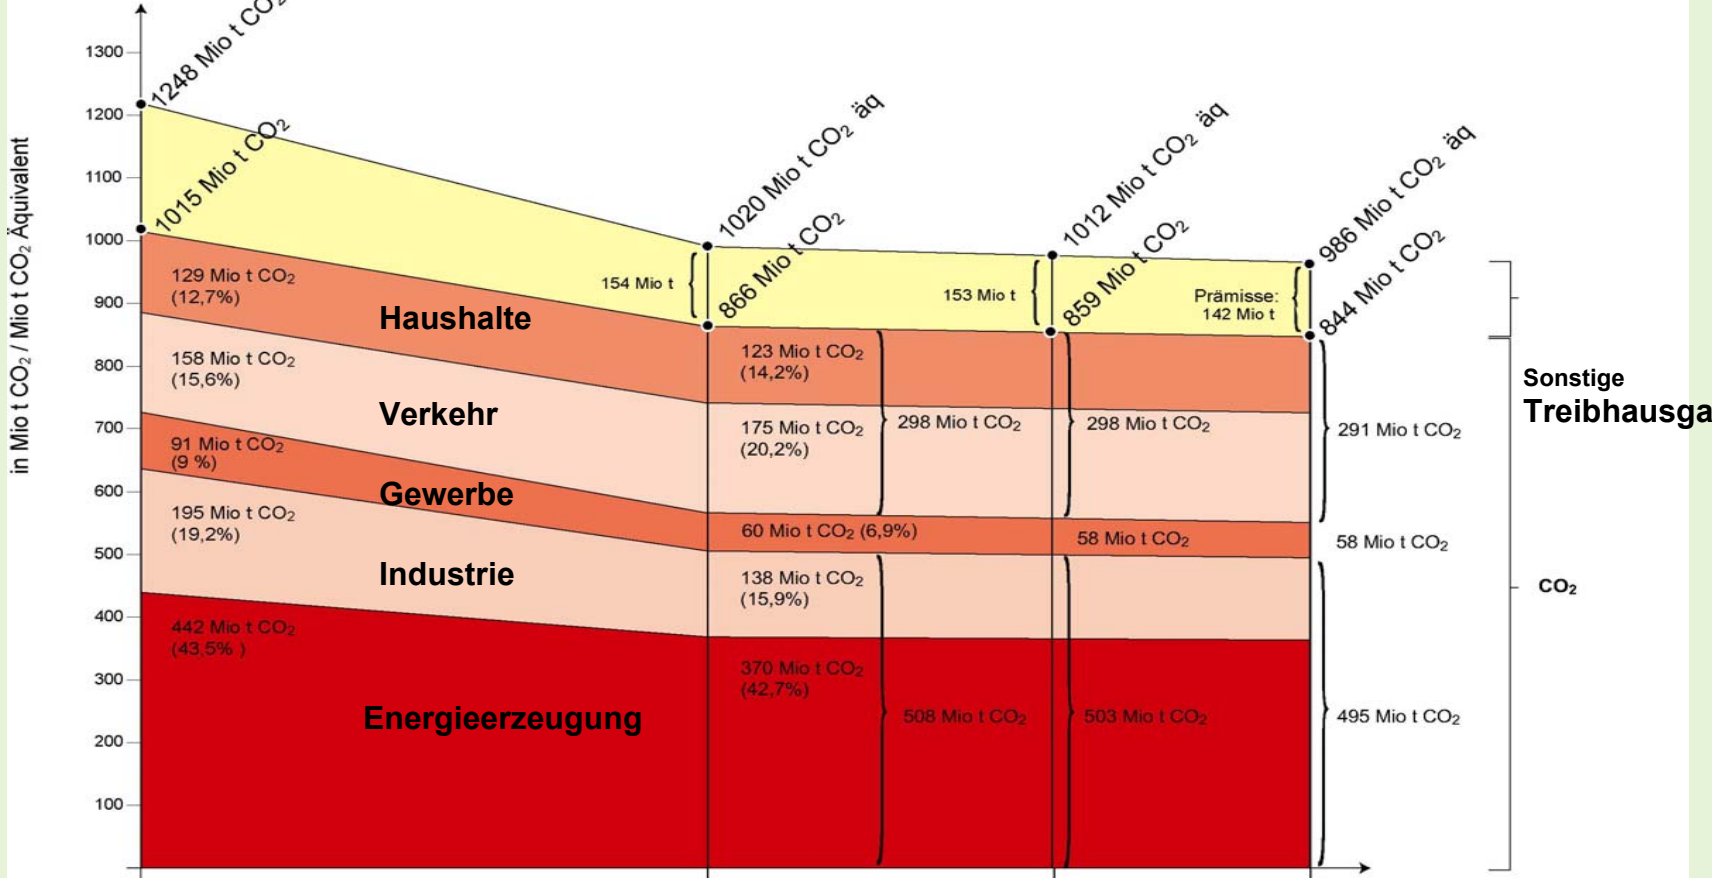 in Mio t CO₂ / Mio t CO₂ Äquivalent
1300
1200
1100
1000
900
800
700
600
500
400
300
200
100
1248 Mio t CO₂
1015 Mio t CO₂
1020 Mio t CO₂ äq
866 Mio t CO₂
1012 Mio t CO₂ äq
859 Mio t CO₂
986 Mio t CO₂ äq
844 Mio t CO₂
154 Mio t
153 Mio t
Prämisse:
142 Mio t
129 Mio t CO₂
(12,7%)
Haushalte
123 Mio t CO₂
(14,2%)
158 Mio t CO₂
(15,6%)
Verkehr
175 Mio t CO₂
(20,2%)
298 Mio t CO₂
298 Mio t CO₂
291 Mio t CO₂
91 Mio t CO₂
(9 %)
Gewerbe
60 Mio t CO₂ (6,9%)
58 Mio t CO₂
58 Mio t CO₂
195 Mio t CO₂
(19,2%)
Industrie
138 Mio t CO₂
(15,9%)
442 Mio t CO₂
(43,5% )
Energieerzeugung
370 Mio t CO₂
(42,7%)
508 Mio t CO₂
503 Mio t CO₂
495 Mio t CO₂
Sonstige
Treibhausga
CO₂